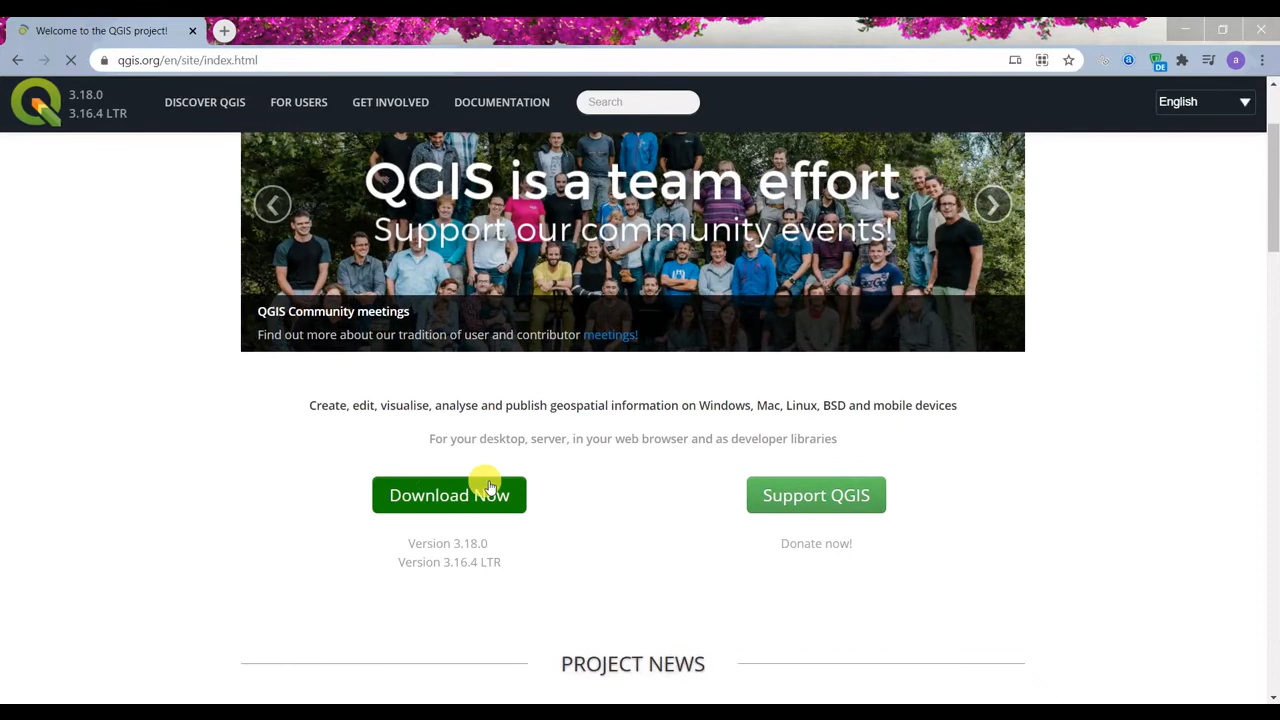 Welcome to the QGIS project!
qgis.org/en/site/index.html
DE
a
3.18.0
3.16.4 LTR
DISCOVER QGIS
FOR USERS
GET INVOLVED
DOCUMENTATION
Search
English
QGIS is a team effort
Support our community events!
QGIS Community meetings
Find out more about our tradition of user and contributor meetings!
Create, edit, visualise, analyse and publish geospatial information on Windows, Mac, Linux, BSD and mobile devices
For your desktop, server, in your web browser and as developer libraries
Download Now
Support QGIS
Version 3.18.0
Donate now!
Version 3.16.4 LTR
PROJECT NEWS